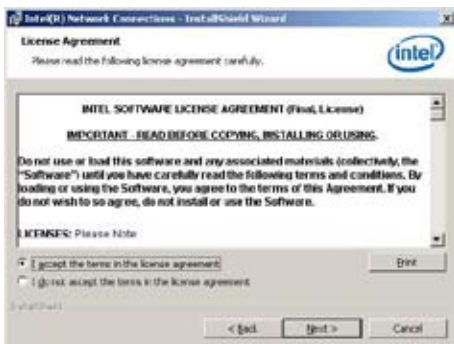 Intel(R) Network Connections - InstallShield Wizard
License Agreement
Please read the following license agreement carefully.
intel
INTEL SOFTWARE LICENSE AGREEMENT (Final, License)
IMPORTANT - READ BEFORE COPYING, INSTALLING OR USING.
Do not use or load this software and any associated materials (collectively, the
"Software") until you have carefully read the following terms and conditions. By
loading or using the Software, you agree to the terms of this Agreement. If you
do not wish to so agree, do not install or use the Software.
LICENSES: Please Note
I accept the terms in the license agreement
I do not accept the terms in the license agreement
Print
InstallShield
< Back
Next >
Cancel